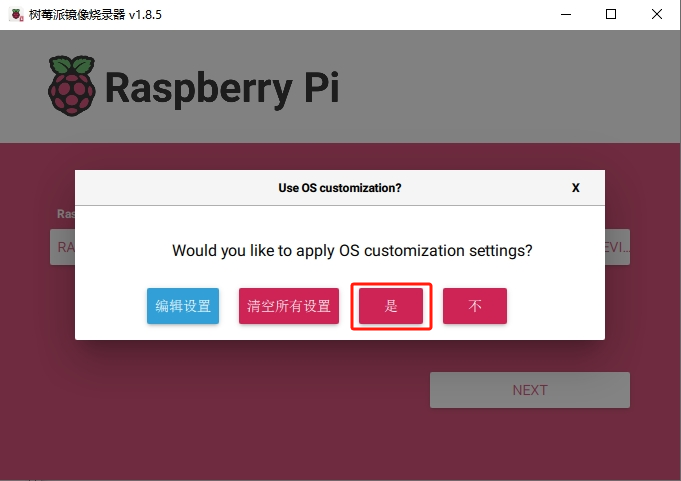 树莓派镜像烧录器 v1.8.5
Raspberry Pi
Use OS customization?
X
Ras
RA
EVI...
Would you like to apply OS customization settings?
编辑设置
清空所有设置
是
不
NEXT